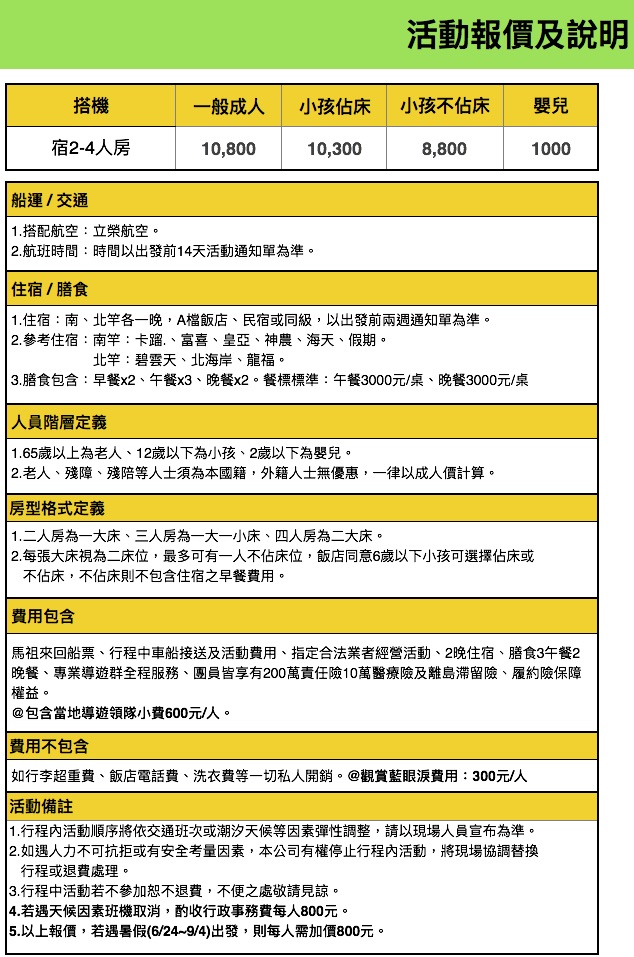 活動報價及說明
搭機 一般成人 小孩佔床 小孩不佔床 嬰兒
宿2-4人房 10,800 10,300 8,800 1000
船運 / 交通
1.搭配航空：立榮航空。
2.航班時間：時間以出發前14天活動通知單為準。
住宿 / 膳食
1.住宿：南、北竿各一晚，A檔飯店、民宿或同級，以出發前兩週通知單為準。
2.參考住宿：南竿：卡蹓.、富喜、皇亞、神農、海天、假期。
北竿：碧雲天、北海岸、龍福。
3.膳食包含：早餐x2、午餐x3、晚餐x2。餐標標準：午餐3000元/桌、晚餐3000元/桌
人員階層定義
1.65歲以上為老人、12歲以下為小孩、2歲以下為嬰兒。
2.老人、殘障、殘陪等人士須為本國籍，外籍人士無優惠，一律以成人價計算。
房型格式定義
1.二人房為一大床、三人房為一大一小床、四人房為二大床。
2.每張大床視為二床位，最多可有一人不佔床位，飯店同意6歲以下小孩可選擇佔床或
不佔床，不佔床則不包含住宿之早餐費用。
費用包含
馬祖來回船票、行程中車船接送及活動費用、指定合法業者經營活動、2晚住宿、膳食3午餐2
晚餐、專業導遊群全程服務、團員皆享有200萬責任險10萬醫療險及離島滯留險、履約險保障
權益。
@包含當地導遊領隊小費600元/人。
費用不包含
如行李超重費、飯店電話費、洗衣費等一切私人開銷。@觀賞藍眼淚費用：300元/人
活動備註
1.行程內活動順序將依交通班次或潮汐天候等因素彈性調整，請以現場人員宣布為準。
2.如遇人力不可抗拒或有安全考量因素，本公司有權停止行程內活動，將現場協調替換
行程或退費處理。
3.行程中活動若不參加恕不退費，不便之處敬請見諒。
4.若遇天候因素班機取消，酌收行政事務費每人800元。
5.以上報價，若遇暑假(6/24~9/4)出發，則每人需加價800元。